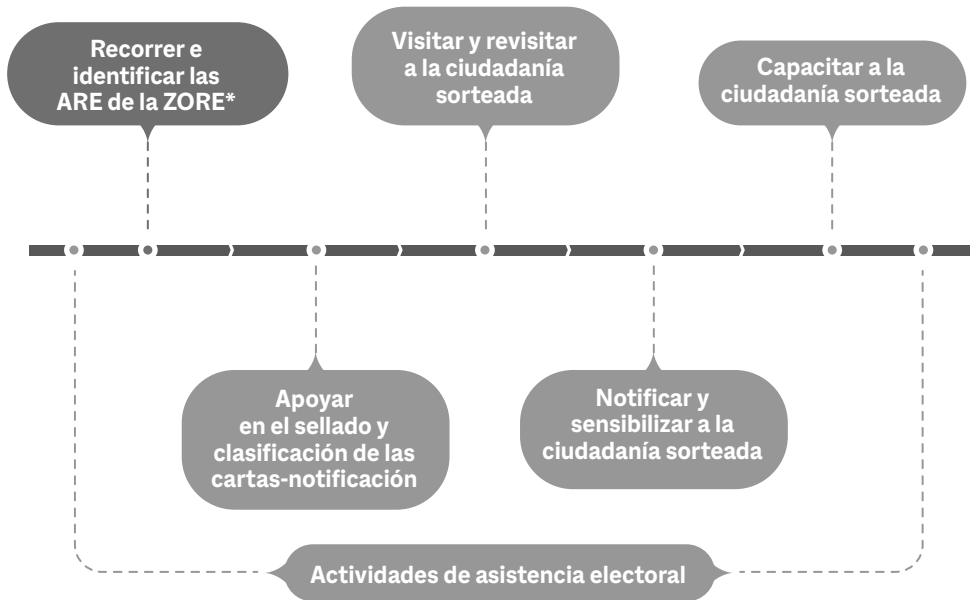 Recorrer e
identificar las
ARE de la ZORE*
Visitar y revisitar
a la ciudadanía
sorteada
Capacitar a la
ciudadanía sorteada
Apoyar
en el sellado y
clasificación de las
cartas-notificación
Notificar y
sensibilizar a la
ciudadanía sorteada
Actividades de asistencia electoral